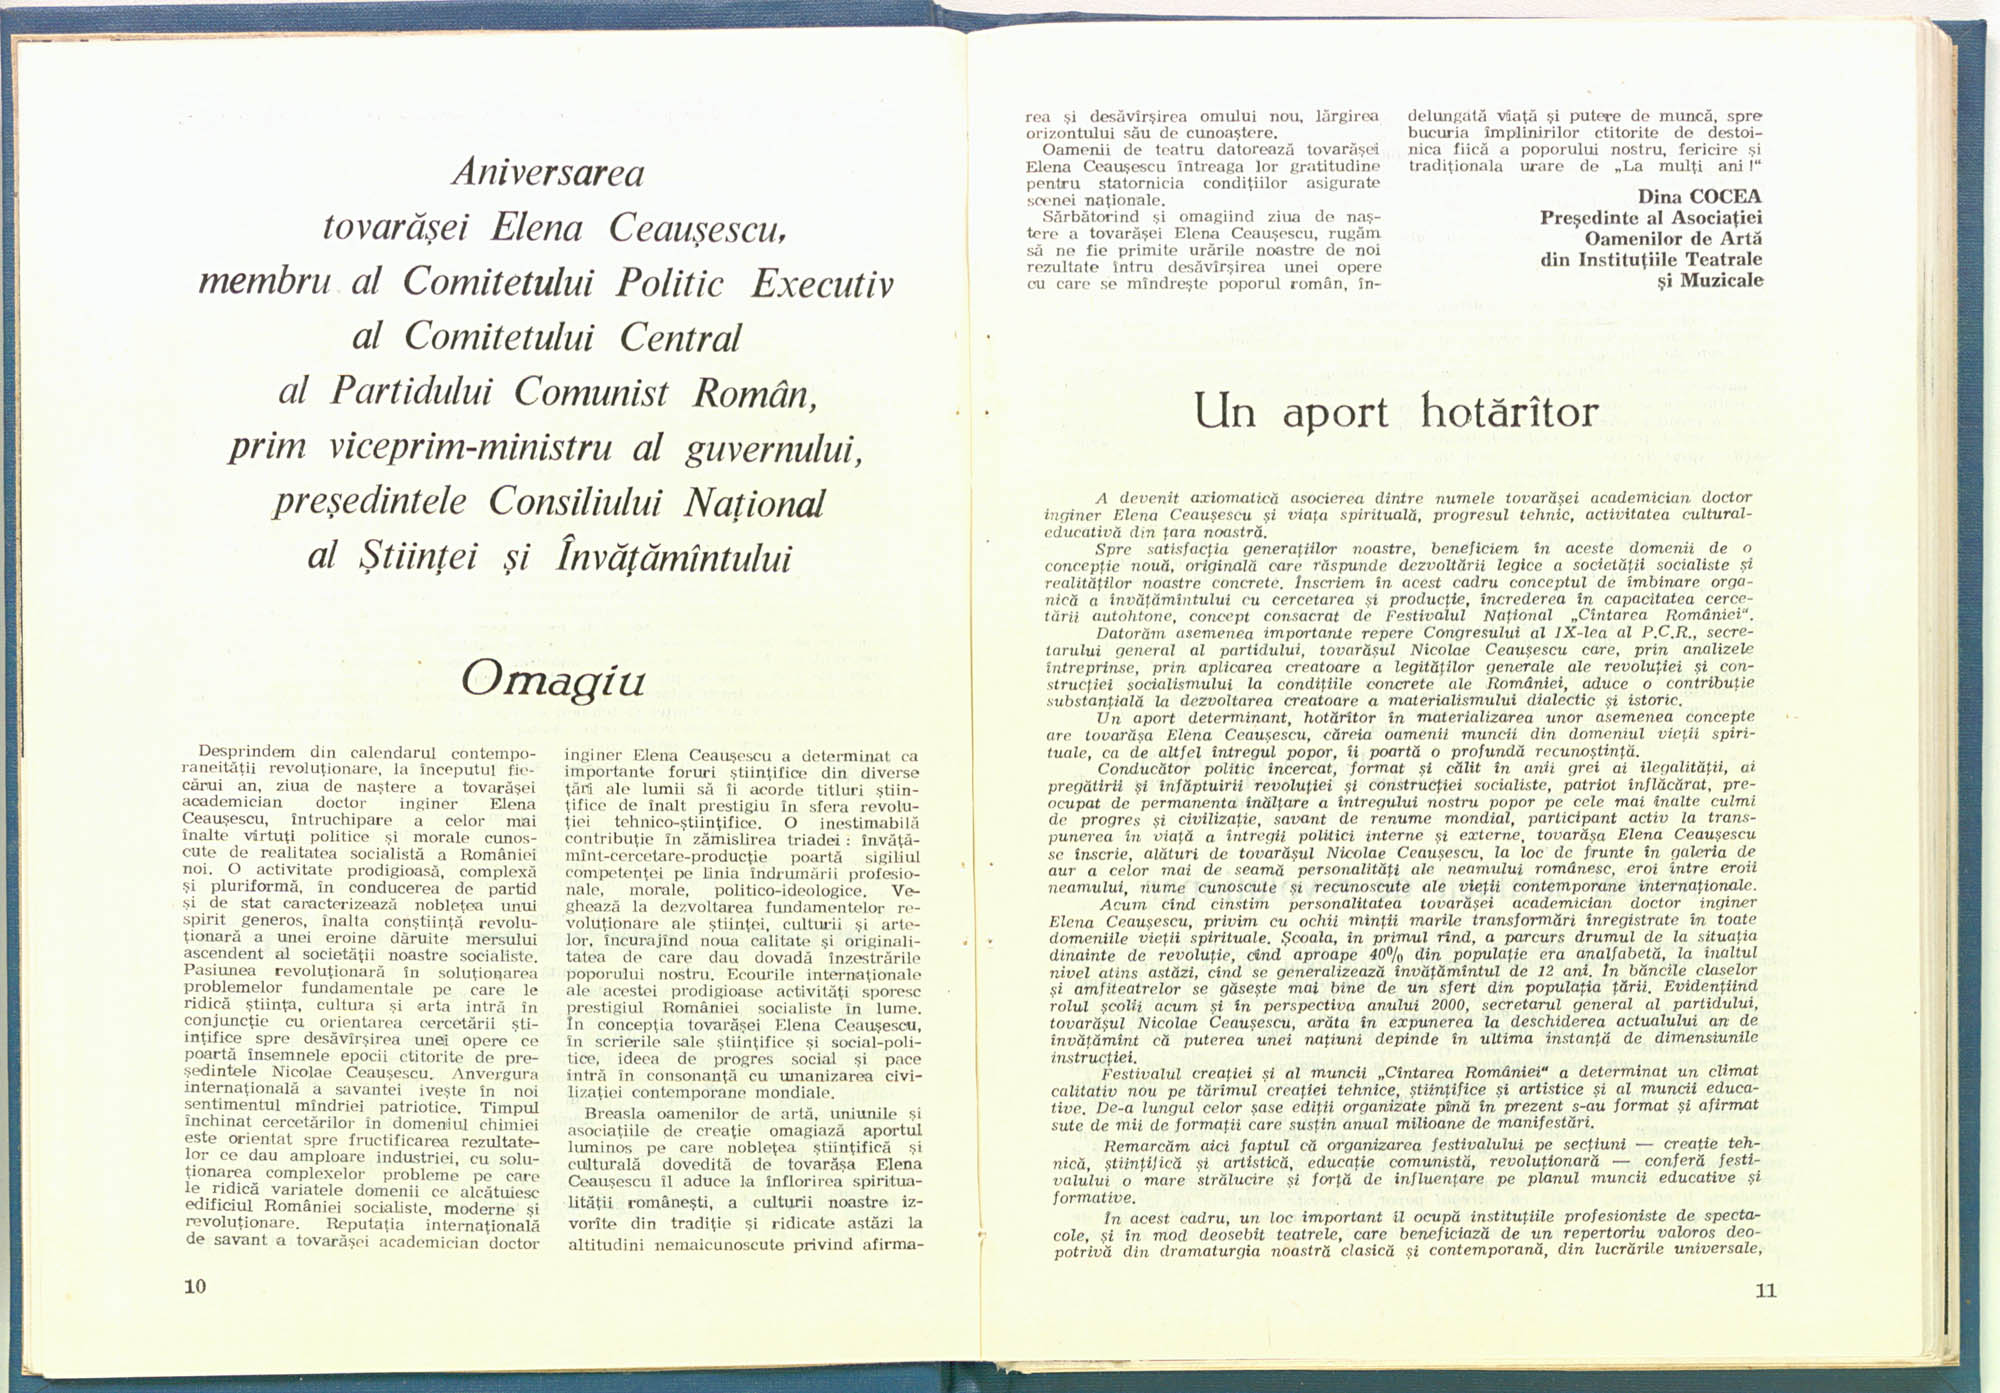 Aniversarea
tovarășei Elena Ceaușescu,
membru al Comitetului Politic Executiv
al Comitetului Central
al Partidului Comunist Român,
prim viceprim-ministru al guvernului,
președintele Consiliului Național
al Științei și Învățămîntului
Omagiu
Desprindem din calendarul contempo-
raneității revoluționare, la începutul fie-
cărui an, ziua de naștere a tovarășei
academician doctor inginer Elena
Ceaușescu, întruchipare a celor mai
înalte virtuți politice și morale cunos-
cute de realitatea socialistă a României
noi. O activitate prodigioasă, complexă
și pluriformă, în conducerea de partid
și de stat caracterizează noblețea unui
spirit generos, înalta conștiință revolu-
ționară a unei eroine dăruite mersului
ascendent al societății noastre socialiste.
Pasiunea revoluționară în soluționarea
problemelor fundamentale pe care le
ridică știința, cultura și arta intră în
conjuncție cu orientarea cercetării ști-
ințifice spre desăvîrșirea unei opere ce
poartă însemnele epocii ctitorite de pre-
ședintele Nicolae Ceaușescu. Anvergura
internațională a savantei ivește în noi
sentimentul mîndriei patriotice. Timpul
închinat cercetărilor în domeniul chimiei
este orientat spre fructificarea rezultate-
lor ce dau amploare industriei, cu solu-
ționarea complexelor probleme pe care
le ridică variatele domenii ce alcătuiesc
edificiul României socialiste, moderne și
revoluționare. Reputația internațională
de savant a tovarășei academician doctor
inginer Elena Ceaușescu a determinat ca
importante foruri științifice din diverse
țări ale lumii să îi acorde titluri știin-
țifice de înalt prestigiu în sfera revolu-
ției tehnico-științifice. O inestimabilă
contribuție în zămislirea triadei : învăță-
mînt-cercetare-producție poartă sigiliul
competenței pe linia îndrumării profesio-
nale, morale, politico-ideologice. Ve-
ghează la dezvoltarea fundamentelor re-
voluționare ale științei, culturii și arte-
lor, încurajînd noua calitate și originali-
tatea de care dau dovadă înzestrările
poporului nostru. Ecourile internaționale
ale acestei prodigioase activități sporesc
prestigiul României socialiste în lume.
În concepția tovarășei Elena Ceaușescu,
în scrierile sale științifice și social-poli-
tice, ideea de progres social și pace
intră în consonanță cu umanizarea civi-
lizației contemporane mondiale.
Breasla oamenilor de artă, uniunile și
asociațiile de creație omagiază aportul
luminos pe care noblețea științifică și
culturală dovedită de tovarășa Elena
Ceaușescu îl aduce la înflorirea spiritua-
lității românești, a culturii noastre iz-
vorîte din tradiție și ridicate astăzi la
altitudini nemaicunoscute privind afirma-
10
rea și desăvîrșirea omului nou, lărgirea
orizontului său de cunoaștere.
Oamenii de teatru datorează tovarășei
Elena Ceaușescu întreaga lor gratitudine
pentru statornicia condițiilor asigurate
scenei naționale.
Sărbătorind și omagiind ziua de naș-
tere a tovarășei Elena Ceaușescu, rugăm
să ne fie primite urările noastre de noi
rezultate întru desăvîrșirea unei opere
cu care se mîndrește poporul român, în-
delungată viață și putere de muncă, spre
bucuria împlinirilor ctitorite de destoi-
nica fiică a poporului nostru, fericire și
tradiționala urare de „La mulți ani !“
Dina COCEA
Președinte al Asociației
Oamenilor de Artă
din Instituțiile Teatrale
și Muzicale
Un aport hotărîtor
A devenit axiomatică asocierea dintre numele tovarășei academician doctor
inginer Elena Ceaușescu și viața spirituală, progresul tehnic, activitatea cultural-
educativă din țara noastră.
Spre satisfacția generațiilor noastre, beneficiem în aceste domenii de o
concepție nouă, originală care răspunde dezvoltării legice a societății socialiste și
realităților noastre concrete. Înscriem în acest cadru conceptul de îmbinare orga-
nică a învățămîntului cu cercetarea și producție, încrederea în capacitatea cerce-
tării autohtone, concept consacrat de Festivalul Național „Cîntarea României“.
Datorăm asemenea importante repere Congresului al IX-lea al P.C.R., secre-
tarului general al partidului, tovarășul Nicolae Ceaușescu care, prin analizele
întreprinse, prin aplicarea creatoare a legităților generale ale revoluției și con-
strucției socialismului la condițiile concrete ale României, aduce o contribuție
substanțială la dezvoltarea creatoare a materialismului dialectic și istoric.
Un aport determinant, hotărîtor în materializarea unor asemenea concepte
are tovarășa Elena Ceaușescu, căreia oamenii muncii din domeniul vieții spiri-
tuale, ca de altfel întregul popor, îi poartă o profundă recunoștință.
Conducător politic încercat, format și călit în anii grei ai ilegalității, ai
pregătirii și înfăptuirii revoluției și construcției socialiste, patriot înflăcărat, pre-
ocupat de permanenta înălțare a întregului nostru popor pe cele mai înalte culmi
de progres și civilizație, savant de renume mondial, participant activ la trans-
punerea în viață a întregii politici interne și externe, tovarășa Elena Ceaușescu
se înscrie, alături de tovarășul Nicolae Ceaușescu, la loc de frunte în galeria de
aur a celor mai de seamă personalități ale neamului românesc, eroi între eroii
neamului, nume cunoscute și recunoscute ale vieții contemporane internaționale.
Acum cînd cinstim personalitatea tovarășei academician doctor inginer
Elena Ceaușescu, privim cu ochii minții marile transformări înregistrate în toate
domeniile vieții spirituale. Școala, în primul rînd, a parcurs drumul de la situația
dinainte de revoluție, cînd aproape 40% din populație era analfabetă, la înaltul
nivel atins astăzi, cînd se generalizează învățămîntul de 12 ani. În băncile claselor
și amfiteatrelor se găsește mai bine de un sfert din populația țării. Evidențiind
rolul școlii acum și în perspectiva anului 2000, secretarul general al partidului,
tovarășul Nicolae Ceaușescu, arăta în expunerea la deschiderea actualului an de
învățămînt că puterea unei națiuni depinde în ultima instanță de dimensiunile
instrucției.
Festivalul creației și al muncii „Cîntarea României“ a determinat un climat
calitativ nou pe tărîmul creației tehnice, științifice și artistice și al muncii educa-
tive. De-a lungul celor șase ediții organizate pînă în prezent s-au format și afirmat
sute de mii de formații care susțin anual milioane de manifestări.
Remarcăm aici faptul că organizarea festivalului pe secțiuni — creație teh-
nică, științifică și artistică, educație comunistă, revoluționară — conferă festi-
valului o mare strălucire și forță de influențare pe planul muncii educative și
formative.
În acest cadru, un loc important îl ocupă instituțiile profesioniste de specta-
cole, și în mod deosebit teatrele, care beneficiază de un repertoriu valoros deo-
potrivă din dramaturgia noastră clasică și contemporană, din lucrările universale,
11